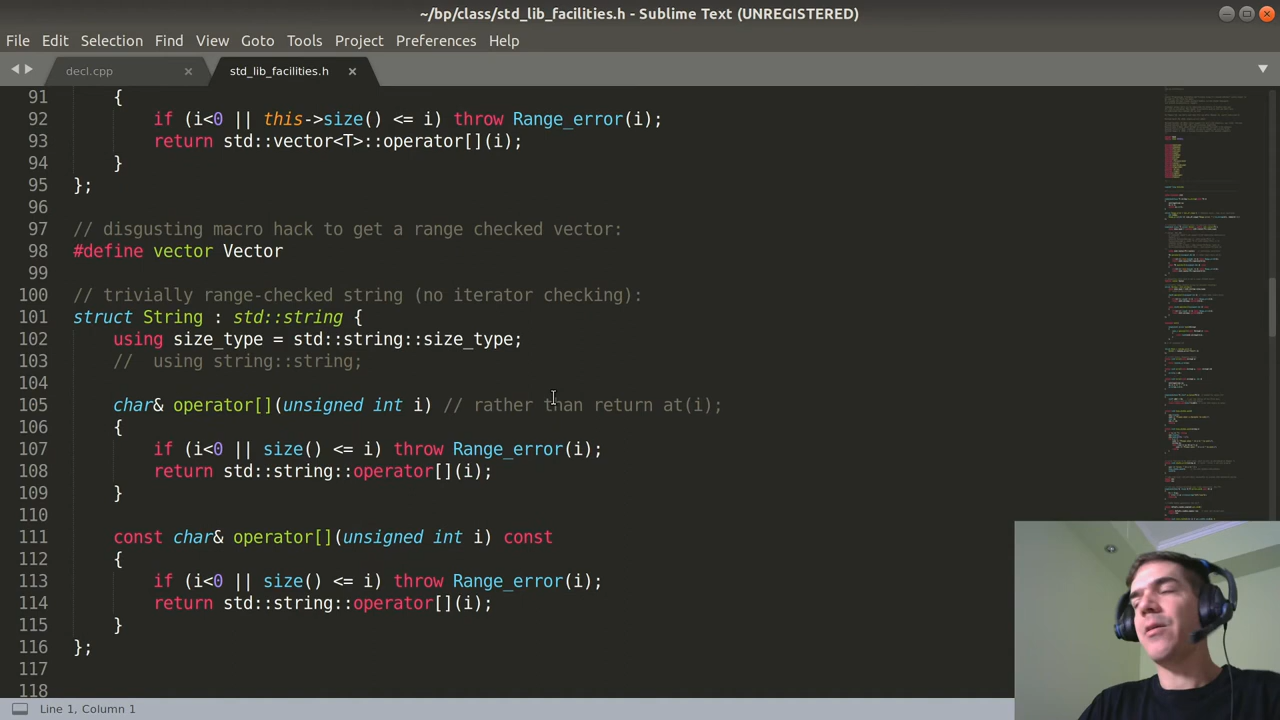 ~/bp/class/std_lib_facilities.h - Sublime Text (UNREGISTERED)
File Edit Selection Find View Goto Tools Project Preferences Help
decl.cpp std_lib_facilities.h
91 {
92 if (i<0 || this->size() <= i) throw Range_error(i);
93 return std::vector<T>::operator[](i);
94 }
95 };
96
97 // disgusting macro hack to get a range checked vector:
98 #define vector Vector
99
100 // trivially range-checked string (no iterator checking):
101 struct String : std::string {
102 using size_type = std::string::size_type;
103 // using string::string;
104
105 char& operator[](unsigned int i) // rather than return at(i);
106 {
107 if (i<0 || size() <= i) throw Range_error(i);
108 return std::string::operator[](i);
109 }
110
111 const char& operator[](unsigned int i) const
112 {
113 if (i<0 || size() <= i) throw Range_error(i);
114 return std::string::operator[](i);
115 }
116 };
117
118
Line 1, Column 1